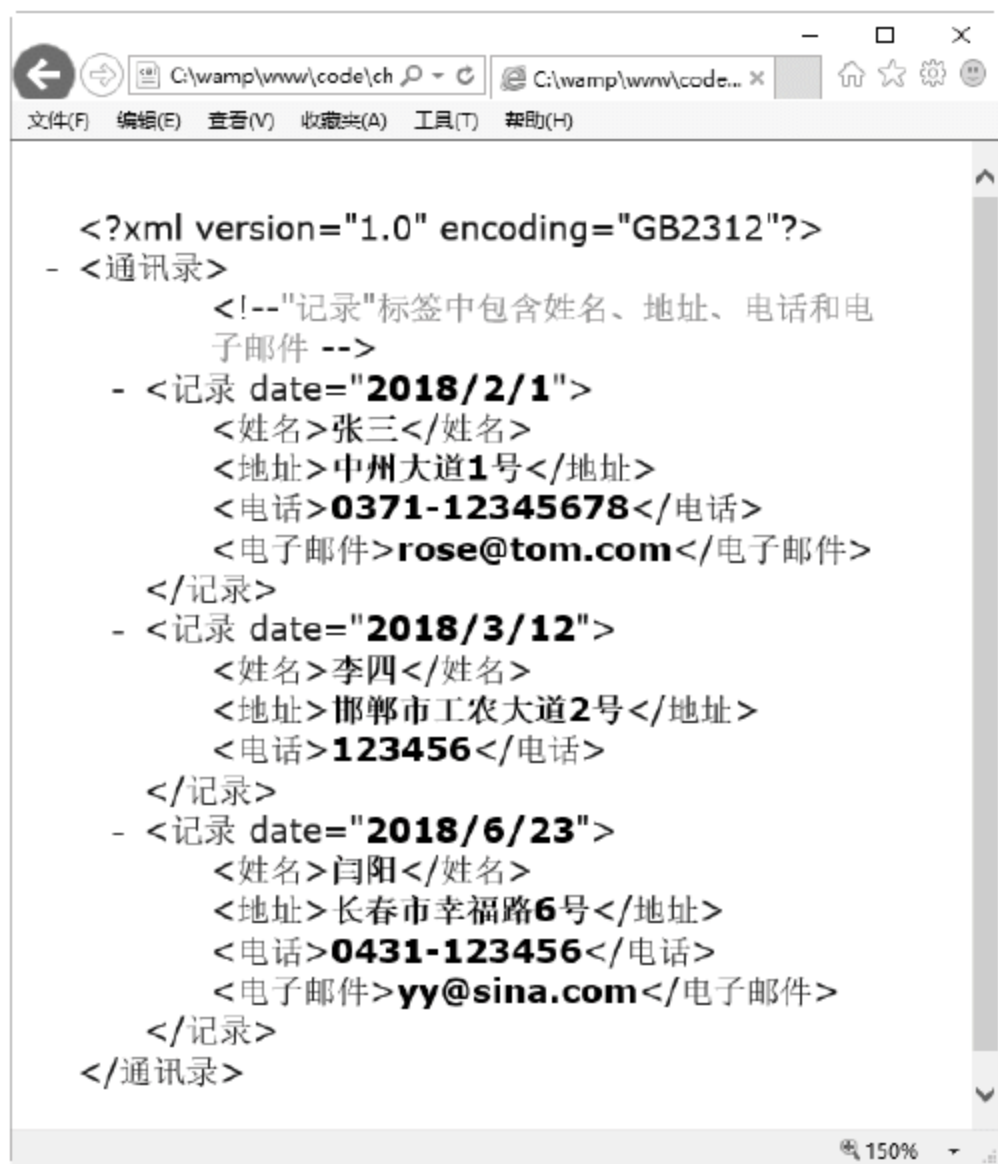 C:\wamp\www\code\ch
C:\wamp\www\code...
文件(F) 编辑(E) 查看(V) 收藏夹(A) 工具(T) 帮助(H)
<?xml version="1.0" encoding="GB2312"?>
- <通讯录>
<!--"记录"标签中包含姓名、地址、电话和电
子邮件 -->
- <记录 date="2018/2/1">
<姓名>张三</姓名>
<地址>中州大道1号</地址>
<电话>0371-12345678</电话>
<电子邮件>rose@tom.com</电子邮件>
</记录>
- <记录 date="2018/3/12">
<姓名>李四</姓名>
<地址>邯郸市工农大道2号</地址>
<电话>123456</电话>
</记录>
- <记录 date="2018/6/23">
<姓名>闫阳</姓名>
<地址>长春市幸福路6号</地址>
<电话>0431-123456</电话>
<电子邮件>yy@sina.com</电子邮件>
</记录>
</通讯录>
150%